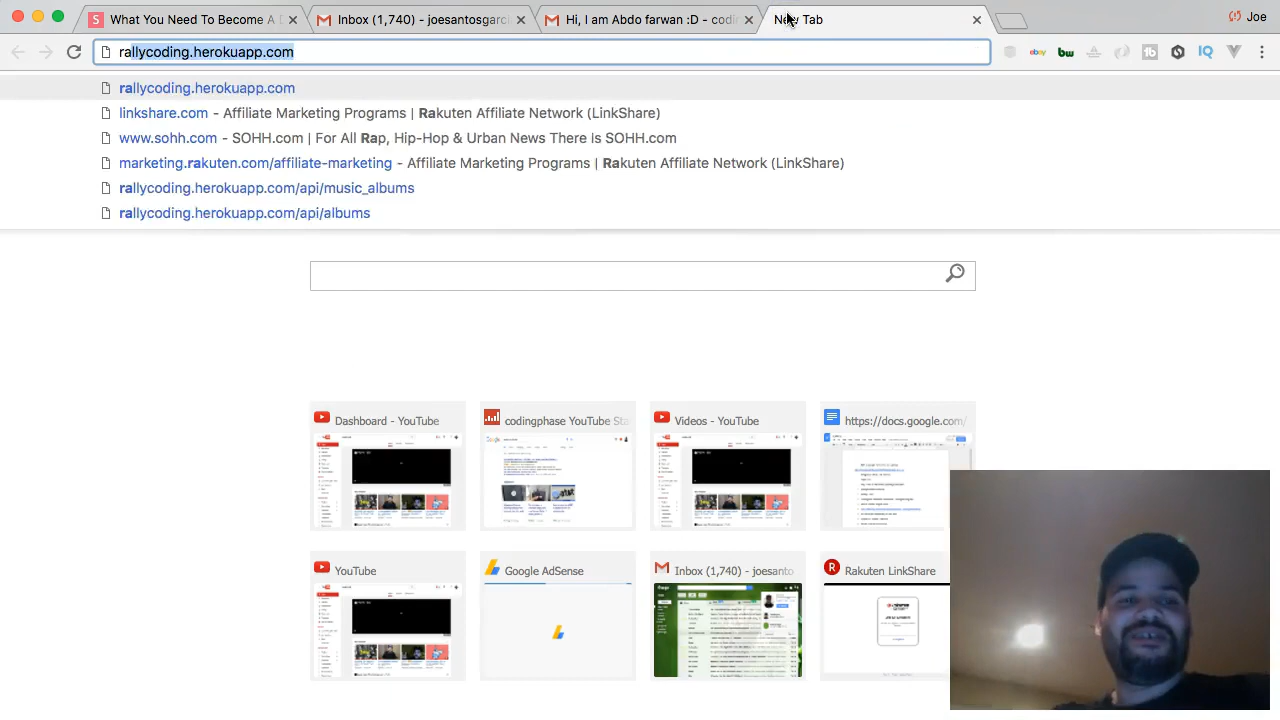 What You Need To Become A D
Inbox (1,740) - joesantosgarci
Hi, I am Abdo farwan :D - codin
New Tab
Joe
rallycoding.herokuapp.com
rallycoding.herokuapp.com
linkshare.com - Affiliate Marketing Programs | Rakuten Affiliate Network (LinkShare)
www.sohh.com - SOHH.com | For All Rap, Hip-Hop & Urban News There Is SOHH.com
marketing.rakuten.com/affiliate-marketing - Affiliate Marketing Programs | Rakuten Affiliate Network (LinkShare)
rallycoding.herokuapp.com/api/music_albums
rallycoding.herokuapp.com/api/albums
Dashboard - YouTube
codingphase YouTube Sta
Videos - YouTube
https://docs.google.com/
YouTube
Google AdSense
Inbox (1,740) - joesanto
Rakuten LinkShare